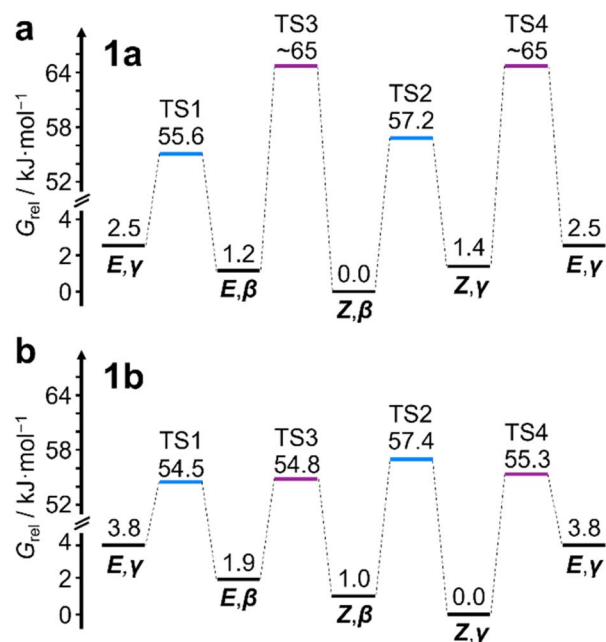 a
1a
G_rel / kJ·mol⁻¹
64
58
52
4
2
0
TS1
55.6
TS3
~65
TS2
57.2
TS4
~65
2.5
E,γ
1.2
E,β
0.0
Z,β
1.4
Z,γ
2.5
E,γ
b
1b
G_rel / kJ·mol⁻¹
64
58
52
4
2
0
TS1
54.5
TS3
54.8
TS2
57.4
TS4
55.3
3.8
E,γ
1.9
E,β
1.0
Z,β
0.0
Z,γ
3.8
E,γ